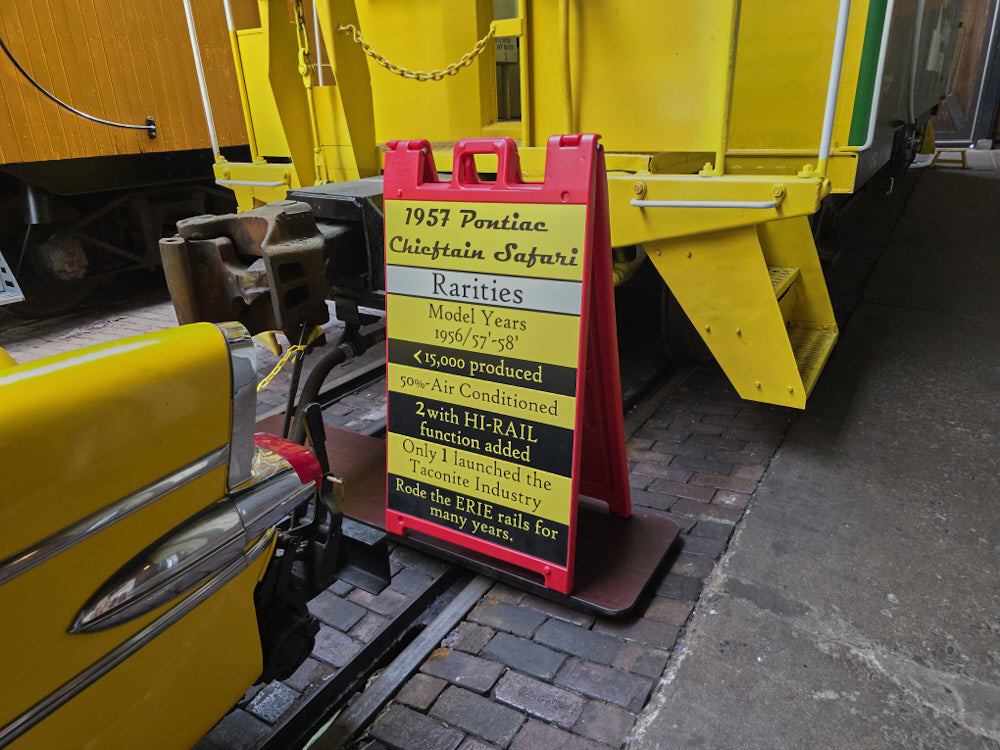 1957 Pontiac
Chieftain Safari
Rarities
Model Years
1956/57'-58'
<15,000 produced
50%-Air Conditioned
2 with HI-RAIL
function added
Only 1 launched the
Taconite Industry
Rode the ERIE rails for
many years.